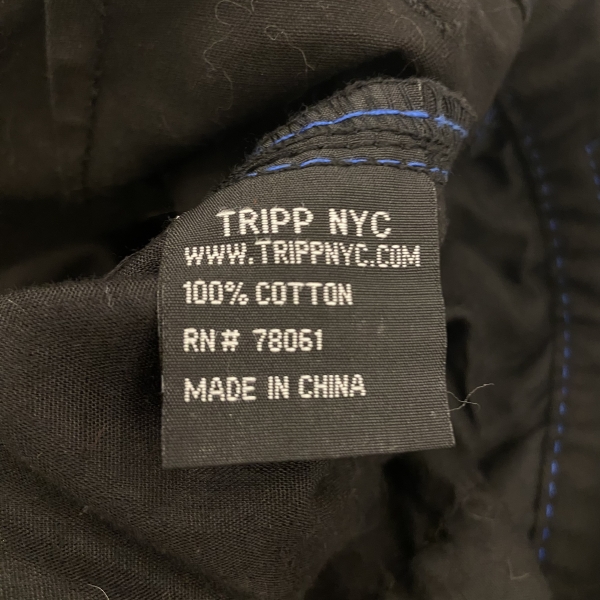 TRIPP NYC
WWW.TRIPPNYC.COM
100% COTTON
RN# 78061
MADE IN CHINA